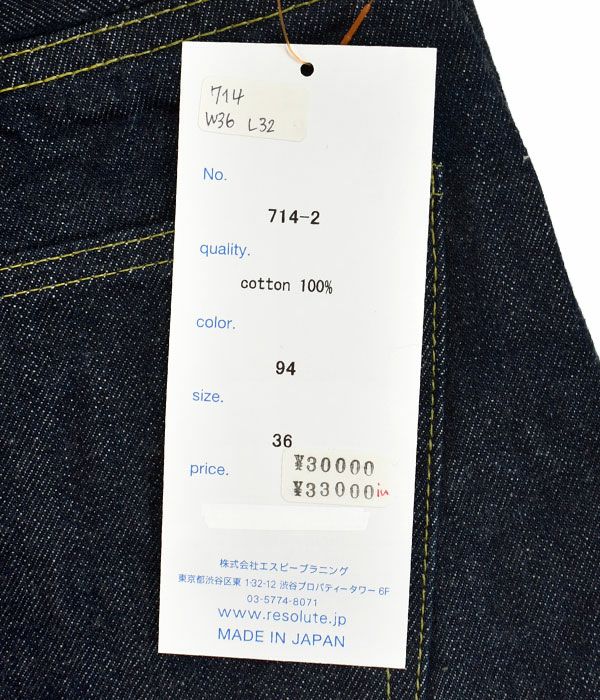 714
W36 L32
No.
714-2
quality.
cotton 100%
color.
94
size.
36
price.
¥30000
¥33000 in
株式会社エスピープラニング
東京都渋谷区東 1-32-12 渋谷プロパティータワー 6F
03-5774-8071
www.resolute.jp
MADE IN JAPAN